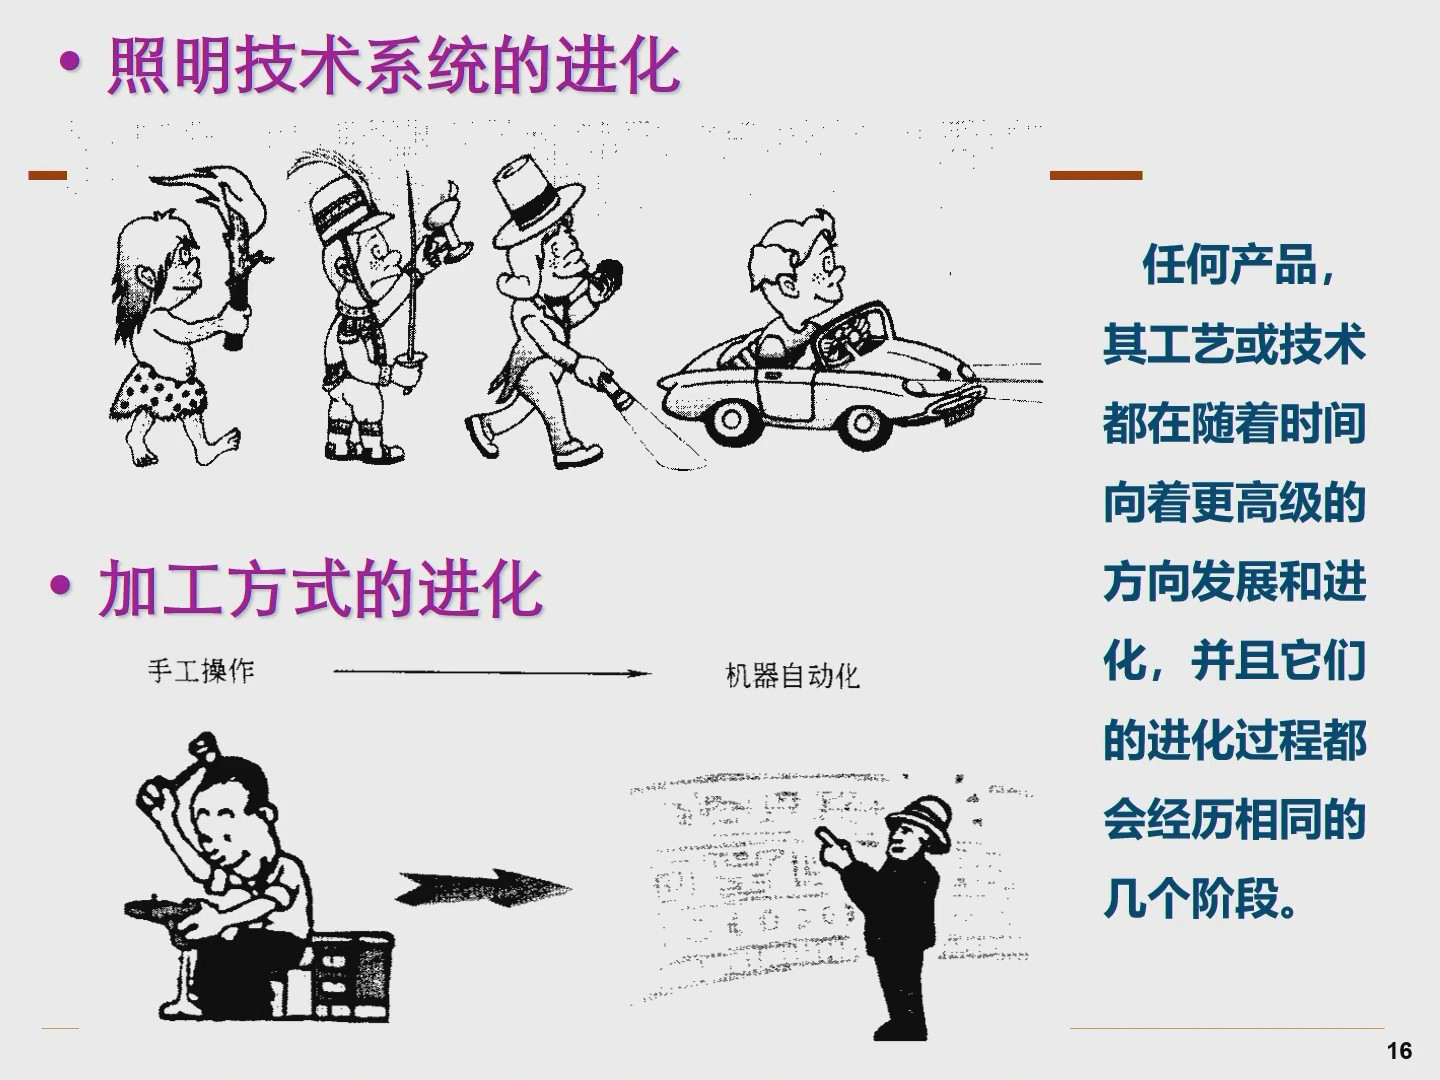 • 照明技术系统的进化
任何产品，
其工艺或技术
都在随着时间
向着更高级的
方向发展和进
化，并且它们
的进化过程都
会经历相同的
几个阶段。
• 加工方式的进化
手工操作
机器自动化
16